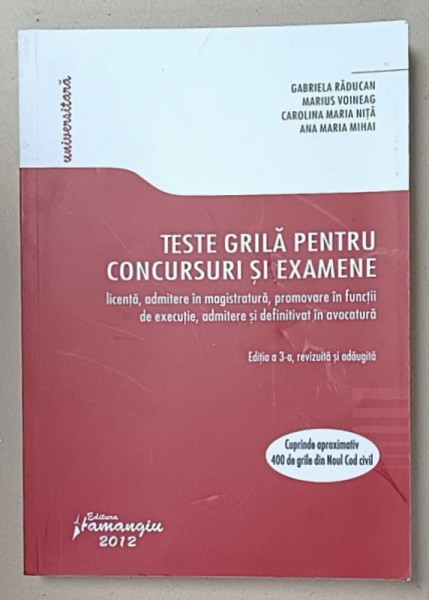 universitară
GABRIELA RĂDUCAN
MARIUS VOINEAG
CAROLINA MARIA NIȚĂ
ANA MARIA MIHAI
TESTE GRILĂ PENTRU
CONCURSURI ȘI EXAMENE
licență, admitere în magistratură, promovare în funcții
de execuție, admitere și definitivat în avocatură
Ediția a 3-a, revizuită și adăugită
Cuprinde aproximativ
400 de grile din Noul Cod civil
Editura
Hamangiu
2012